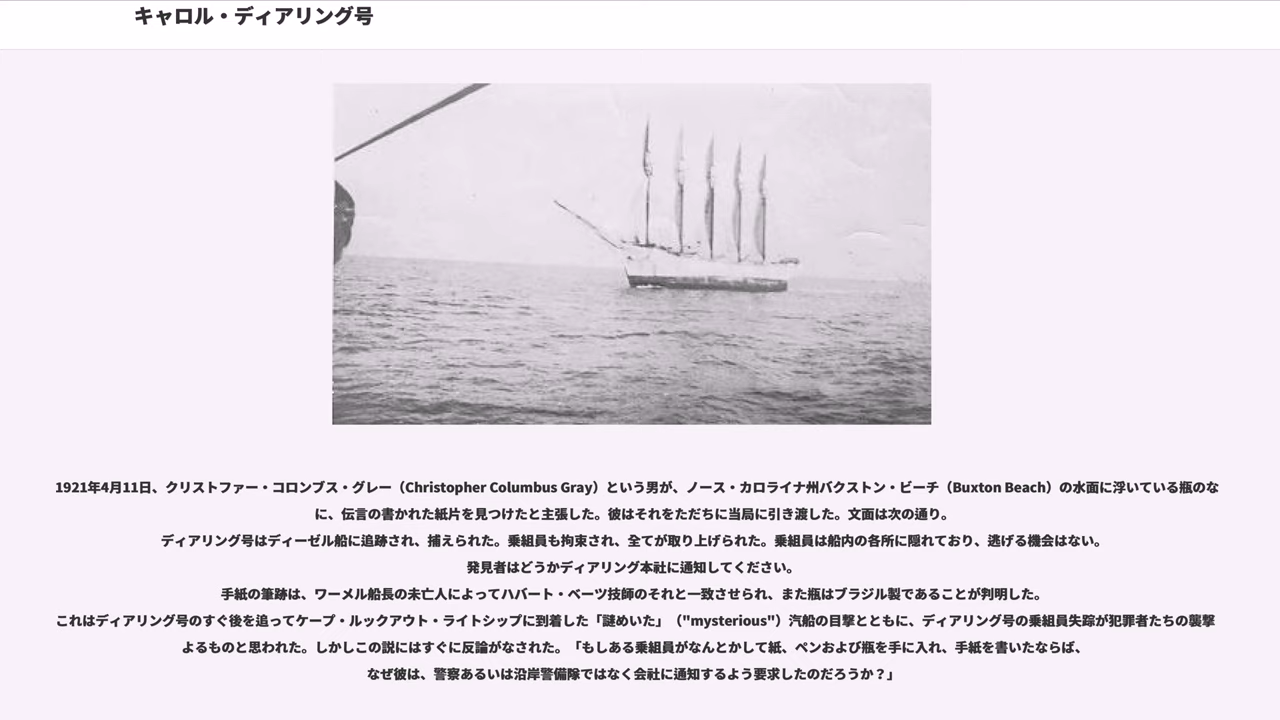 キャロル・ディアリング号
1921年4月11日、クリストファー・コロンブス・グレー（Christopher Columbus Gray）という男が、ノース・カロライナ州バクストン・ビーチ（Buxton Beach）の水面に浮いている瓶のな
に、伝言の書かれた紙片を見つけたと主張した。彼はそれをただちに当局に引き渡した。文面は次の通り。
ディアリング号はディーゼル船に追跡され、捕えられた。乗組員も拘束され、全てが取り上げられた。乗組員は船内の各所に隠れており、逃げる機会はない。
発見者はどうかディアリング本社に通知してください。
手紙の筆跡は、ワーメル船長の未亡人によってハバート・ベーツ技師のそれと一致させられ、また瓶はブラジル製であることが判明した。
これはディアリング号のすぐ後を追ってケープ・ルックアウト・ライトシップに到着した「謎めいた」（"mysterious"）汽船の目撃とともに、ディアリング号の乗組員失踪が犯罪者たちの襲撃
よるものと思われた。しかしこの説にはすぐに反論がなされた。「もしある乗組員がなんとかして紙、ペンおよび瓶を手に入れ、手紙を書いたならば、
なぜ彼は、警察あるいは沿岸警備隊ではなく会社に通知するよう要求したのだろうか？」